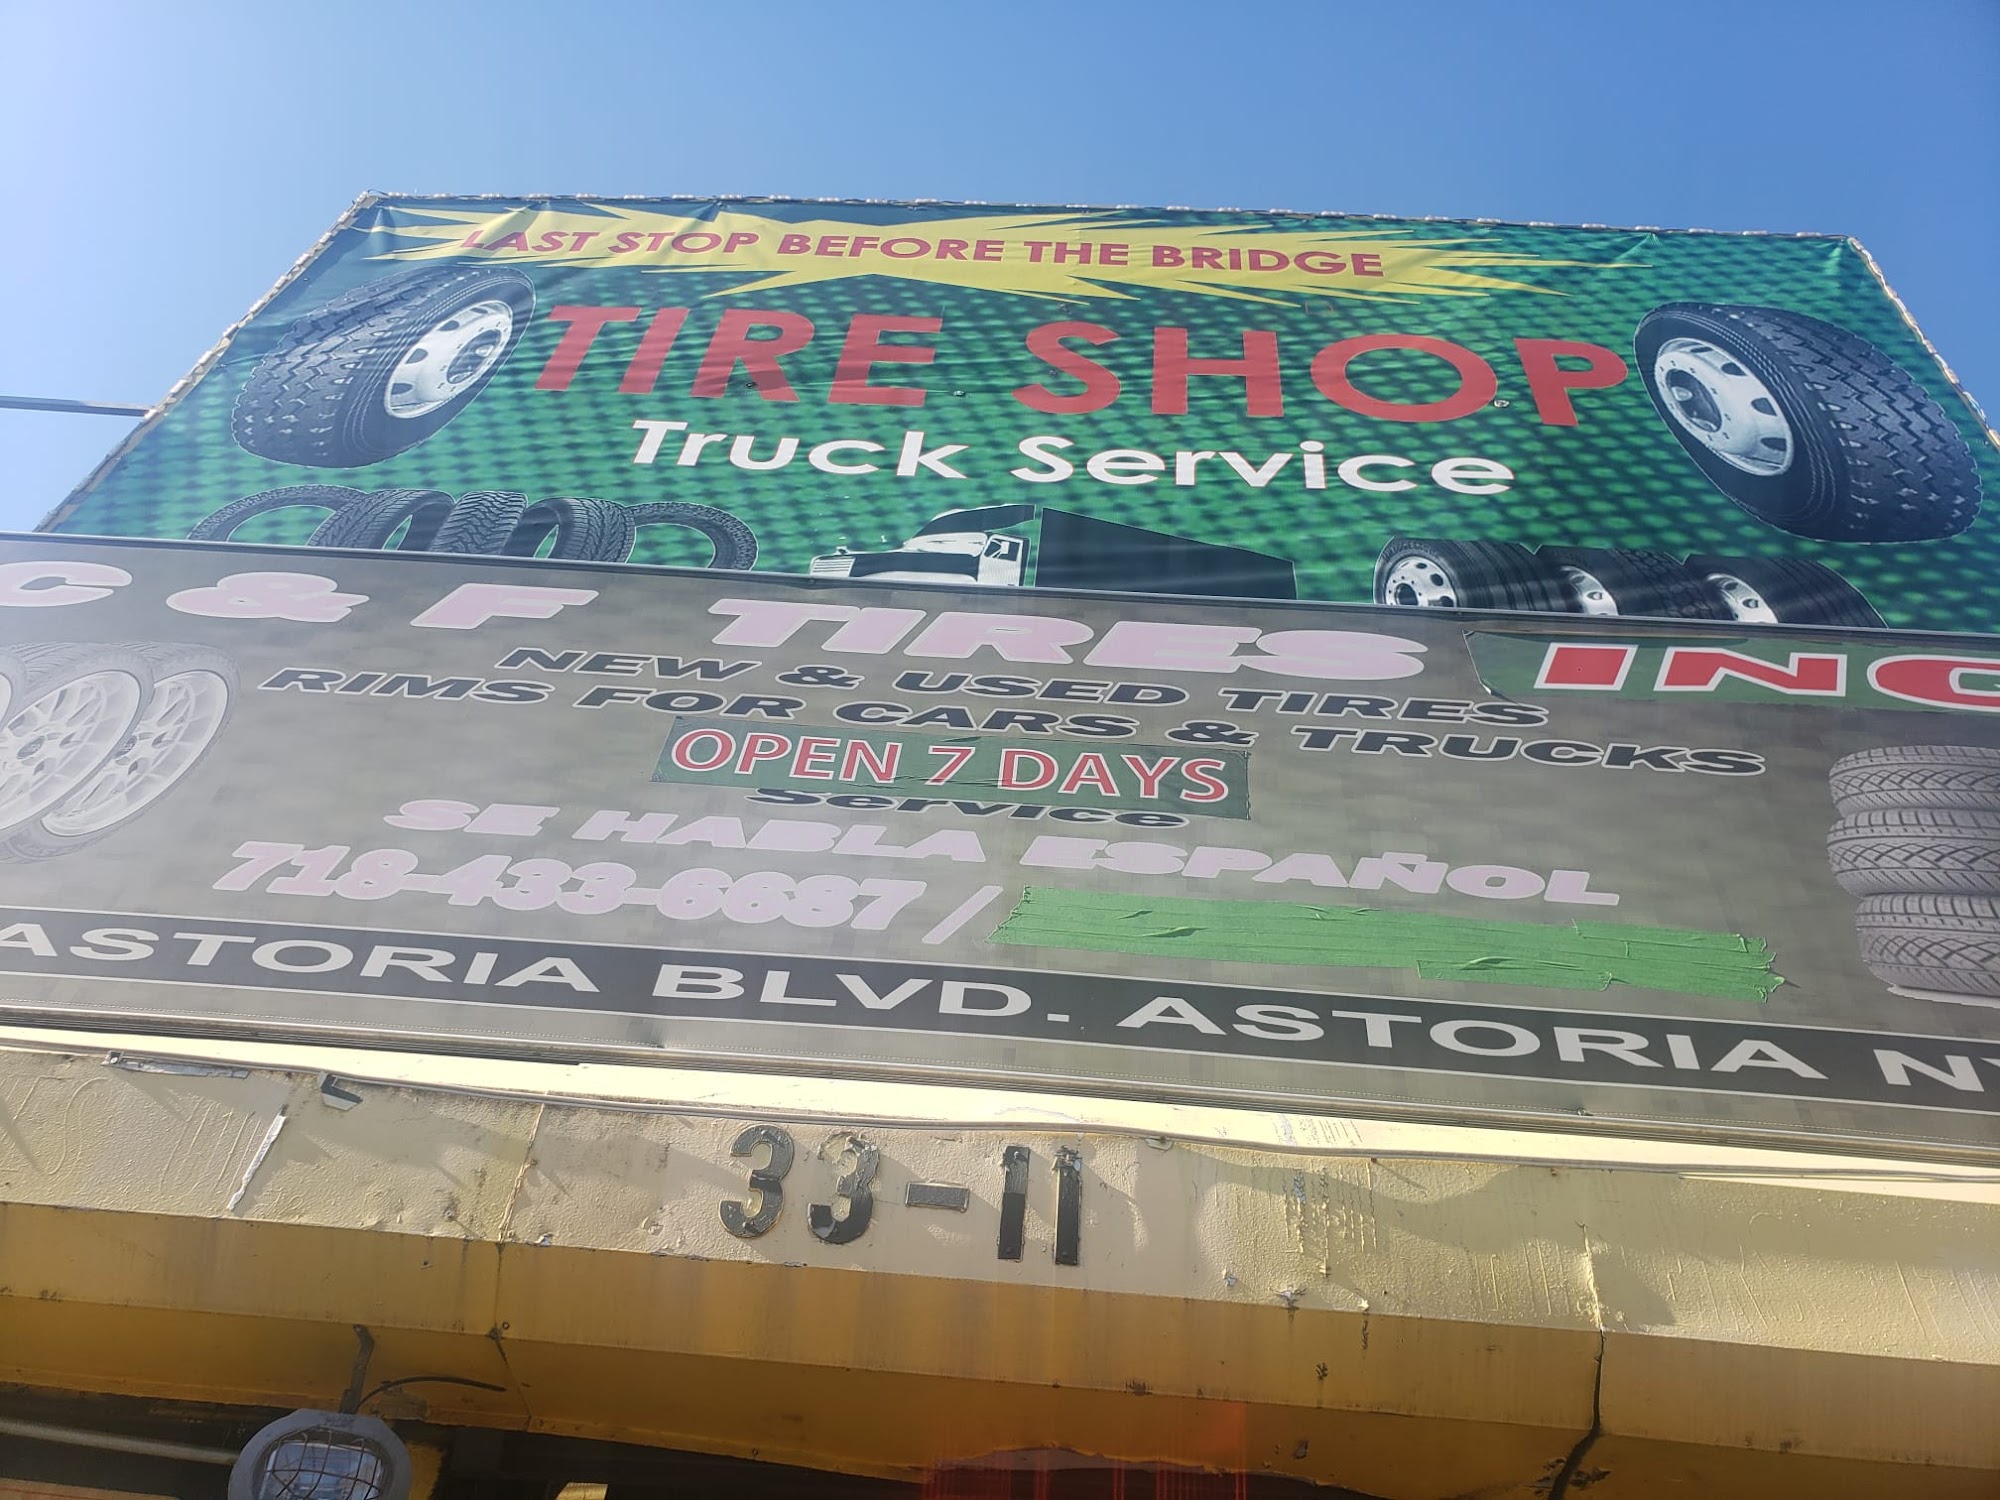 LAST STOP BEFORE THE BRIDGE
TIRE SHOP
Truck Service
C & F TIRES INC
NEW & USED TIRES
RIMS FOR CARS & TRUCKS
OPEN 7 DAYS
Service
SE HABLA ESPAÑOL
718-433-6687 /
ASTORIA BLVD. ASTORIA NY
33-11